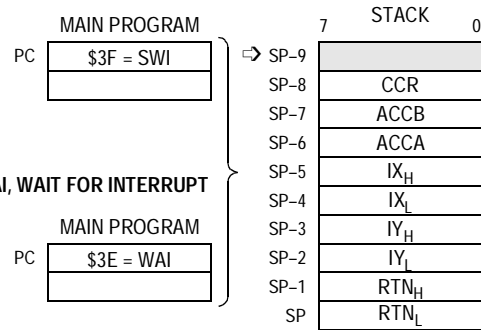 MAIN PROGRAM
PC $3F = SWI
AI, WAIT FOR INTERRUPT
MAIN PROGRAM
PC $3E = WAI
STACK
7 0
SP–9
SP–8 CCR
SP–7 ACCB
SP–6 ACCA
SP–5 IXH
SP–4 IXL
SP–3 IYH
SP–2 IYL
SP–1 RTNH
SP RTNL